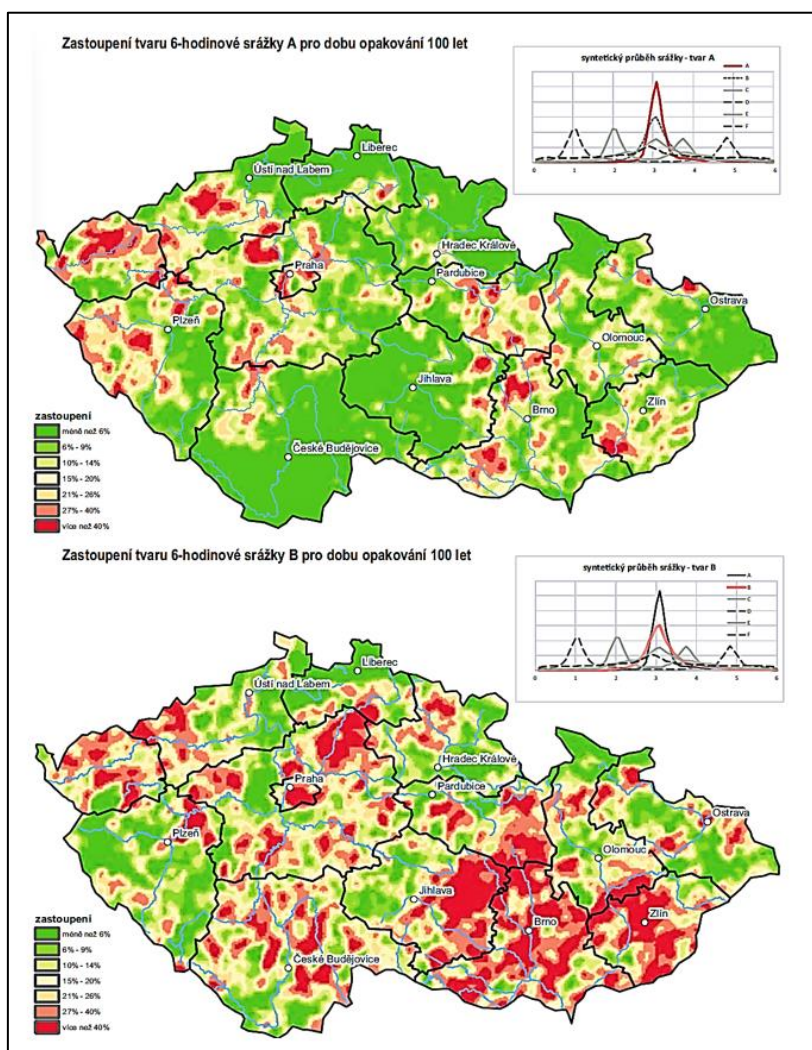 Zastoupení tvaru 6-hodinové srážky A pro dobu opakování 100 let
syntetický průběh srážky - tvar A
A
B
C
D
E
F
0 1 2 3 4 5 6
Liberec
Ústí nad Labem
Hradec Králové
Praha
Pardubice
Ostrava
Plzeň
Olomouc
Jihlava
Zlín
Brno
České Budějovice
zastoupení
méně než 6%
6% - 9%
10% - 14%
15% - 20%
21% - 26%
27% - 40%
více než 40%
Zastoupení tvaru 6-hodinové srážky B pro dobu opakování 100 let
syntetický průběh srážky - tvar B
A
B
C
D
E
F
0 1 2 3 4 5 6
Liberec
Ústí nad Labem
Hradec Králové
Praha
Pardubice
Ostrava
Plzeň
Olomouc
Jihlava
Zlín
Brno
České Budějovice
zastoupení
méně než 6%
6% - 9%
10% - 14%
15% - 20%
21% - 26%
27% - 40%
více než 40%